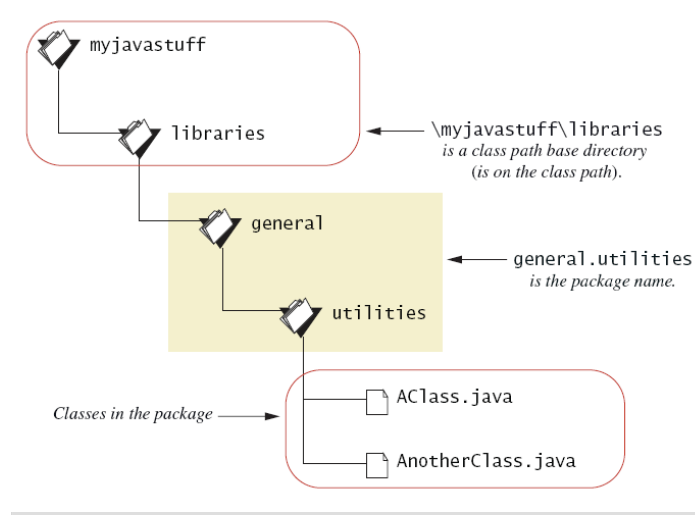 myjavastuff
libraries
\myjavastuff\libraries
is a class path base directory
(is on the class path).
general
general.utilities
is the package name.
utilities
AClass.java
Classes in the package
AnotherClass.java